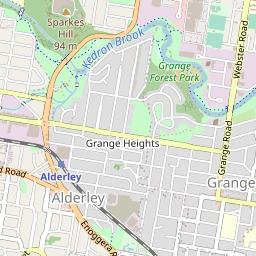 Sparkes
Hill
94 m
Kedron Brook
Grange
Forest Park
Webster Road
Grange Road
Grange Heights
Alderley
Road
Grange
Alderley
Enoggera